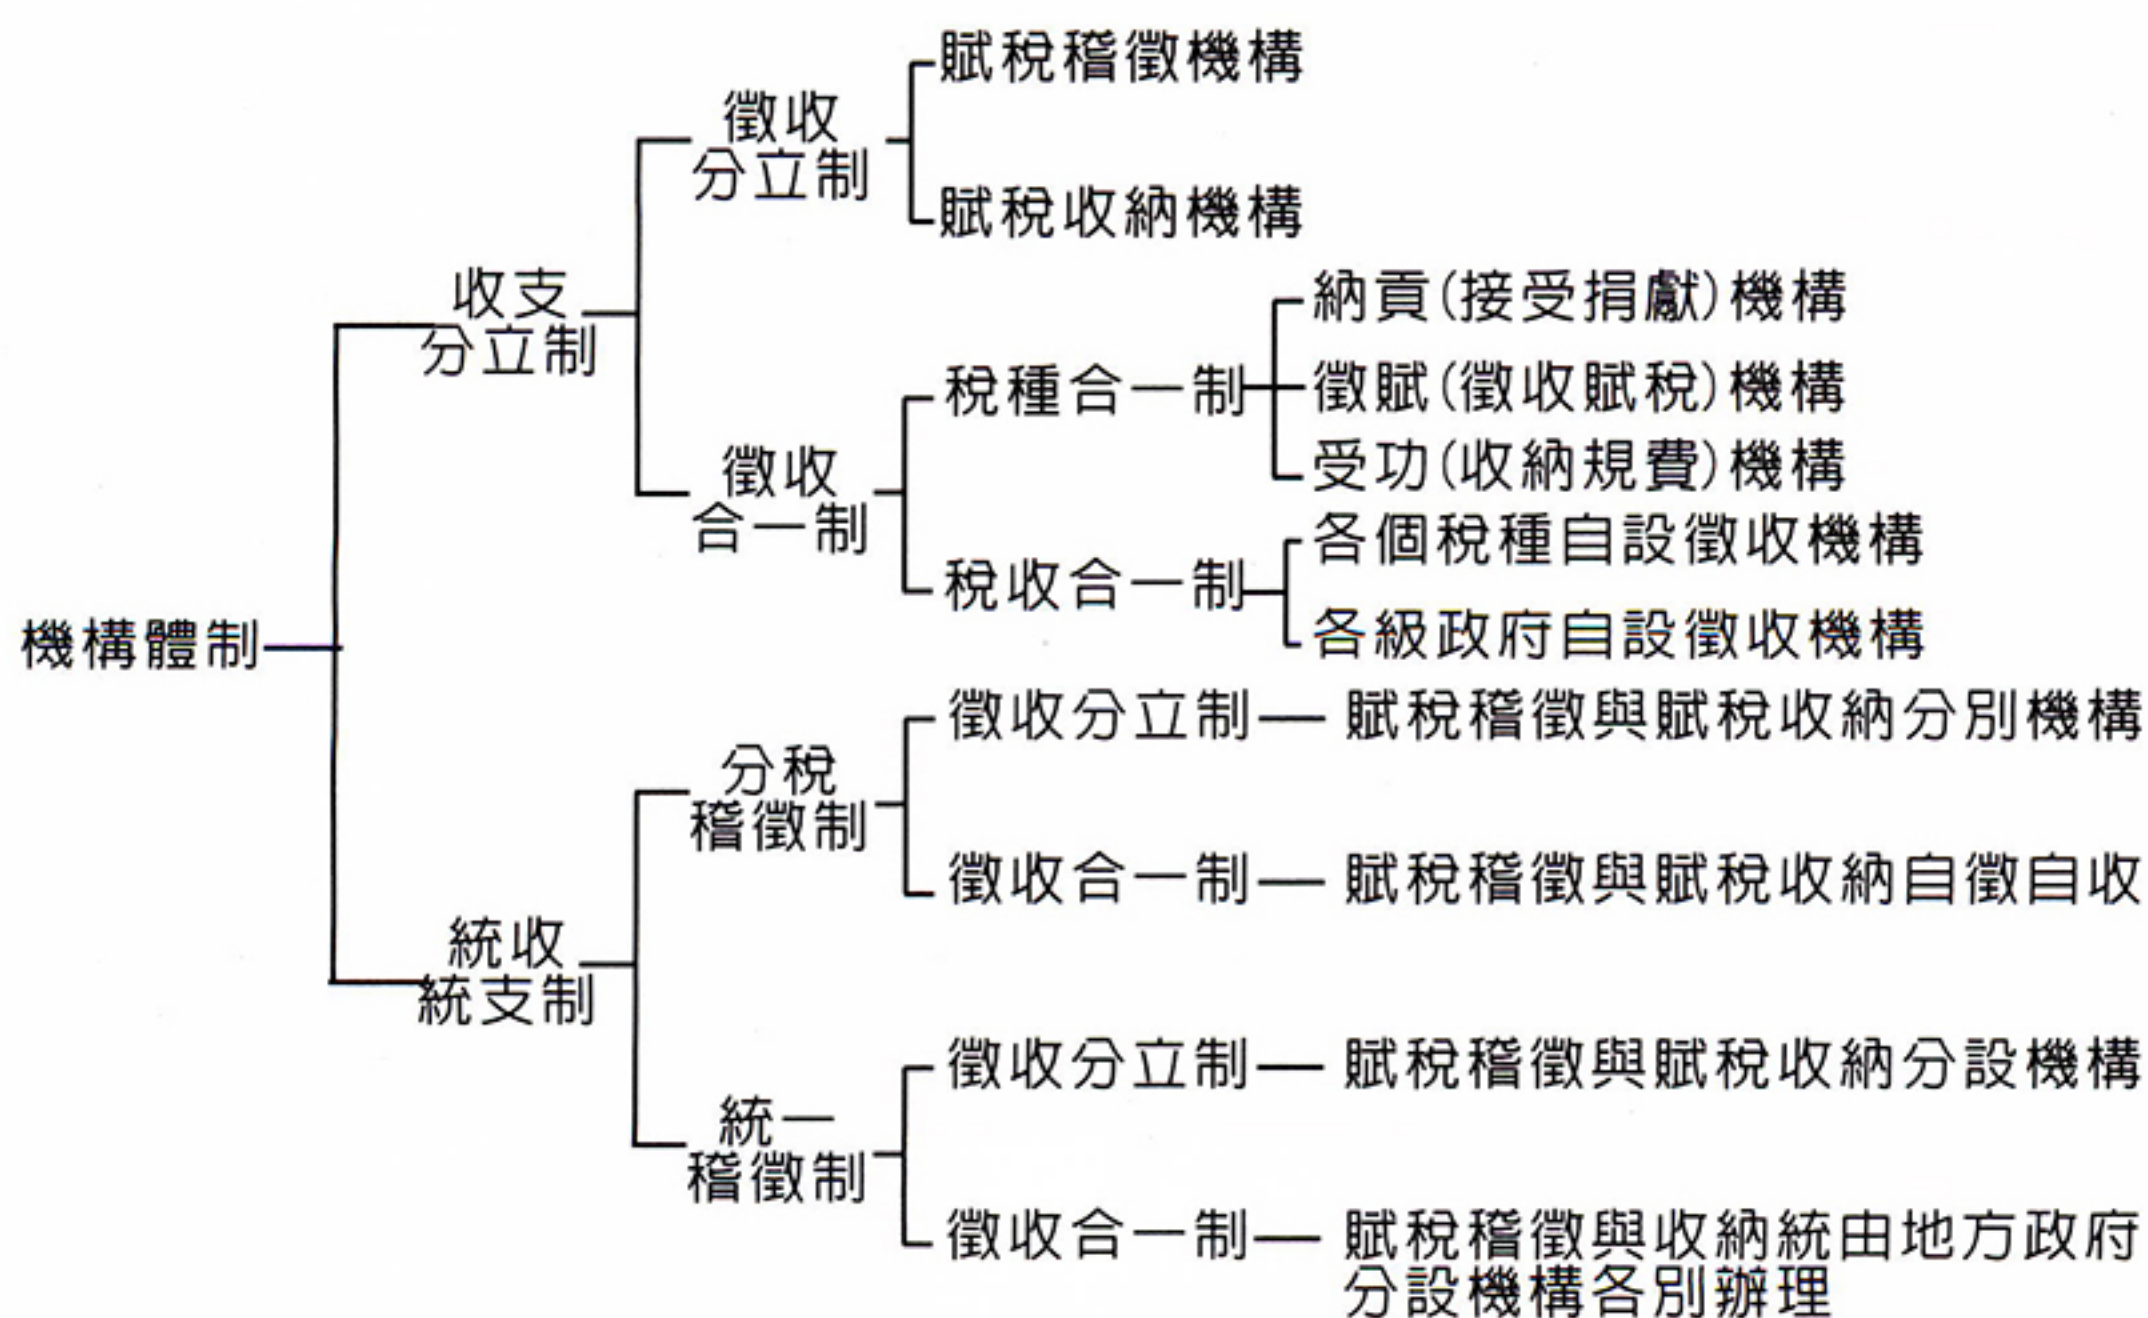 賦稅稽徵機構
徵收
分立制
賦稅收納機構
收支
分立制
納貢(接受捐獻)機構
稅種合一制
徵賦(徵收賦稅)機構
受功(收納規費)機構
徵收
合一制
各個稅種自設徵收機構
稅收合一制
各級政府自設徵收機構
機構體制
徵收分立制—賦稅稽徵與賦稅收納分別機構
分稅
稽徵制
徵收合一制—賦稅稽徵與賦稅收納自徵自收
統收
統支制
徵收分立制—賦稅稽徵與賦稅收納分設機構
統一
稽徵制
徵收合一制—賦稅稽徵與收納統由地方政府
分設機構各別辦理